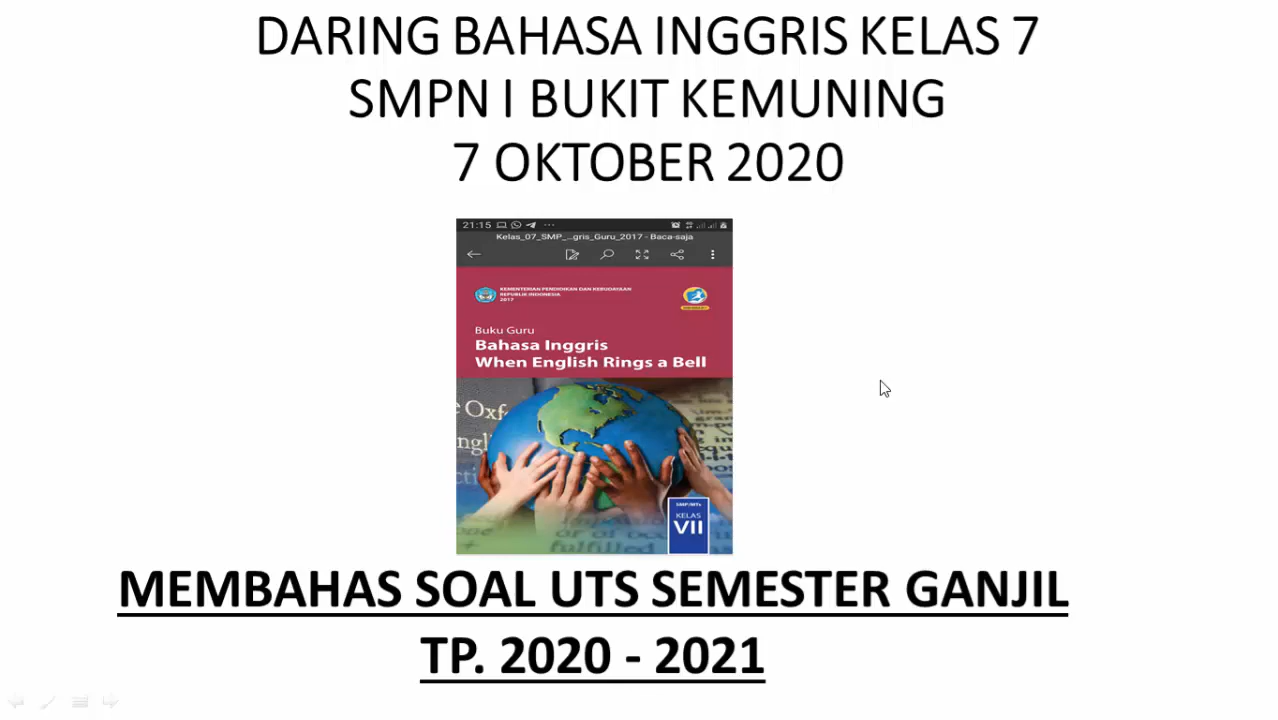 DARING BAHASA INGGRIS KELAS 7
SMPN I BUKIT KEMUNING
7 OKTOBER 2020
21:15
Kelas_07_SMP_...gris_Guru_2017 - Baca-saja
KEMENTERIAN PENDIDIKAN DAN KEBUDAYAAN
REPUBLIK INDONESIA
2017
Buku Guru
Bahasa Inggris
When English Rings a Bell
SMP/MTs
KELAS
VII
MEMBAHAS SOAL UTS SEMESTER GANJIL
TP. 2020 - 2021